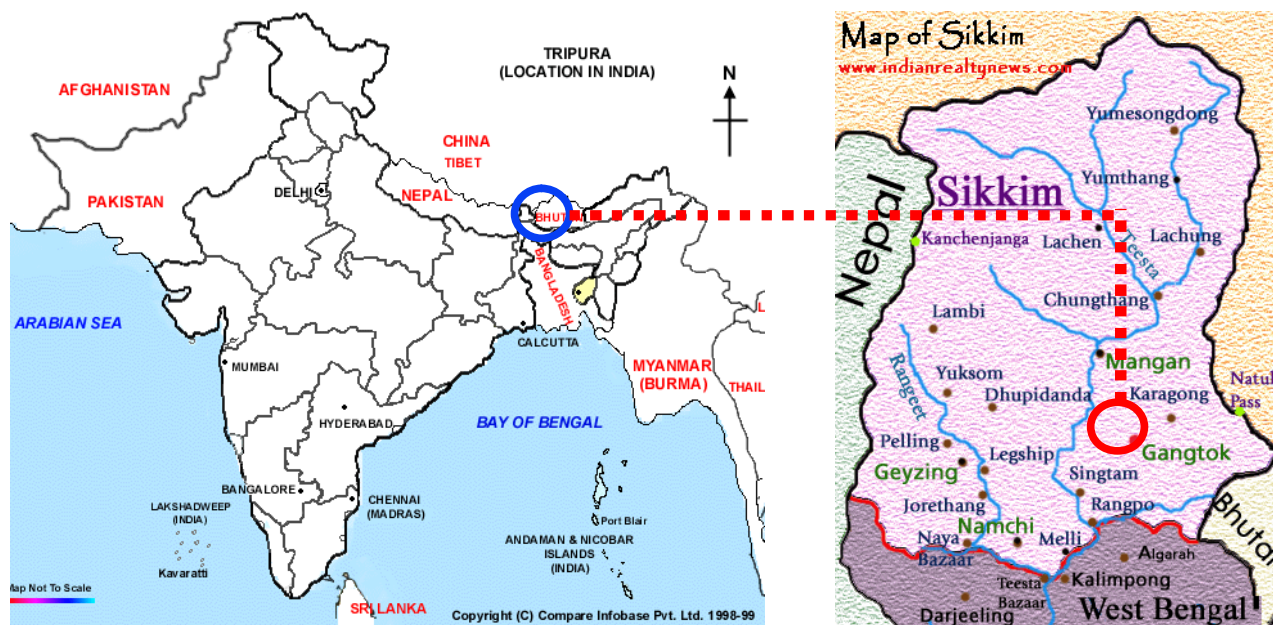 TRIPURA
(LOCATION IN INDIA)
N
AFGHANISTAN
CHINA
TIBET
DELHI
NEPAL
PAKISTAN
BANGLADESH
ARABIAN SEA
CALCUTTA
MUMBAI
MYANMAR
(BURMA)
THAIL
HYDERABAD
BAY OF BENGAL
BANGALORE
CHENNAI
(MADRAS)
LAKSHADWEEP
(INDIA)
Port Blair
ANDAMAN & NICOBAR
ISLANDS
(INDIA)
Kavaratti
Map Not To Scale
SRI LANKA
Copyright (C) Compare Infobase Pvt. Ltd. 1998-99
Map of Sikkim
www.indianrealtynews.com
Yumesongdong
Nepal
Yumthang
Sikkim
Kanchenjanga
Lachen
Teesta
Lachung
Chungthang
Lambi
Rangeet
Mangan
Yuksom
Dhupidanda
Karagong
Natul
Pass
Pelling
Legship
Gangtok
Geyzing
Singtam
Jorethang
Rangpo
Bhutan
Namchi
Naya
Bazaar
Melli
Algarah
Teesta
Bazaar
Kalimpong
Darjeeling
West Bengal